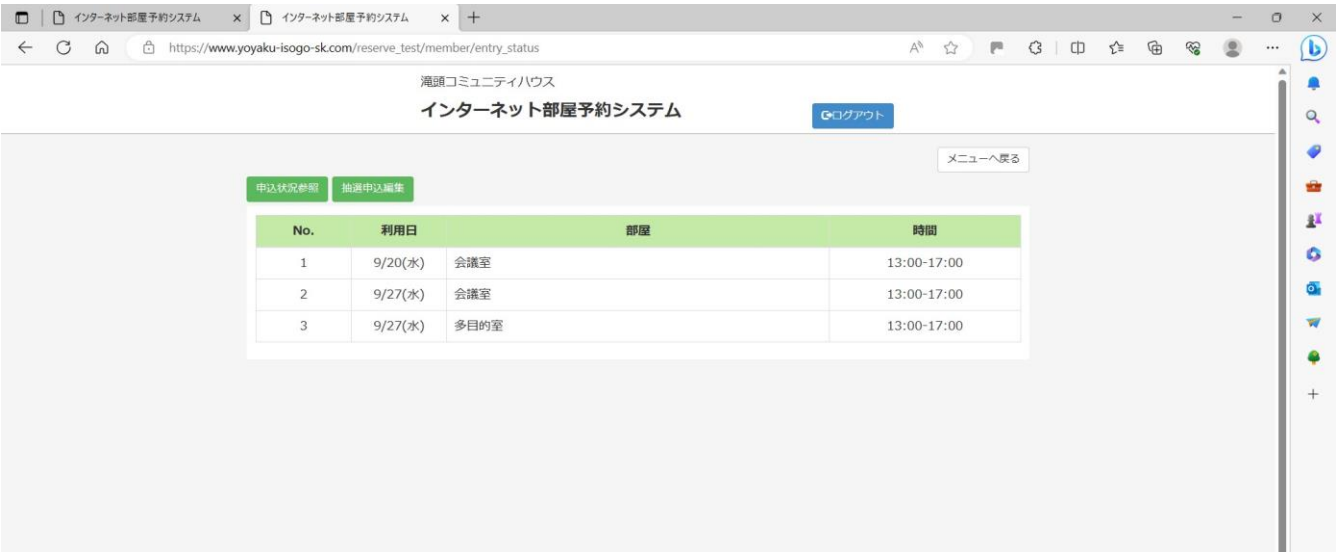 インターネット部屋予約システム
インターネット部屋予約システム
https://www.yoyaku-isogo-sk.com/reserve_test/member/entry_status
滝頭コミュニティハウス
インターネット部屋予約システム
ログアウト
メニューへ戻る
申込状況参照 抽選申込編集
No. 利用日 部屋 時間
1 9/20(水) 会議室 13:00-17:00
2 9/27(水) 会議室 13:00-17:00
3 9/27(水) 多目的室 13:00-17:00